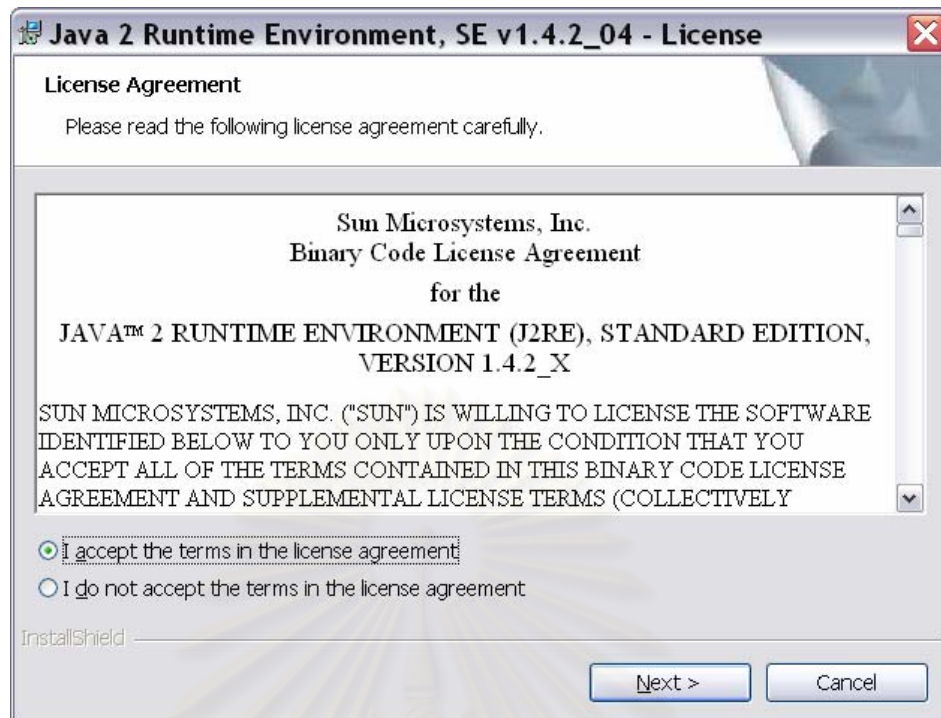 Java 2 Runtime Environment, SE v1.4.2_04 - License
License Agreement
Please read the following license agreement carefully.
Sun Microsystems, Inc.
Binary Code License Agreement
for the
JAVA™ 2 RUNTIME ENVIRONMENT (J2RE), STANDARD EDITION,
VERSION 1.4.2_X
SUN MICROSYSTEMS, INC. ("SUN") IS WILLING TO LICENSE THE SOFTWARE
IDENTIFIED BELOW TO YOU ONLY UPON THE CONDITION THAT YOU
ACCEPT ALL OF THE TERMS CONTAINED IN THIS BINARY CODE LICENSE
AGREEMENT AND SUPPLEMENTAL LICENSE TERMS (COLLECTIVELY
I accept the terms in the license agreement
I do not accept the terms in the license agreement
InstallShield
Next >
Cancel